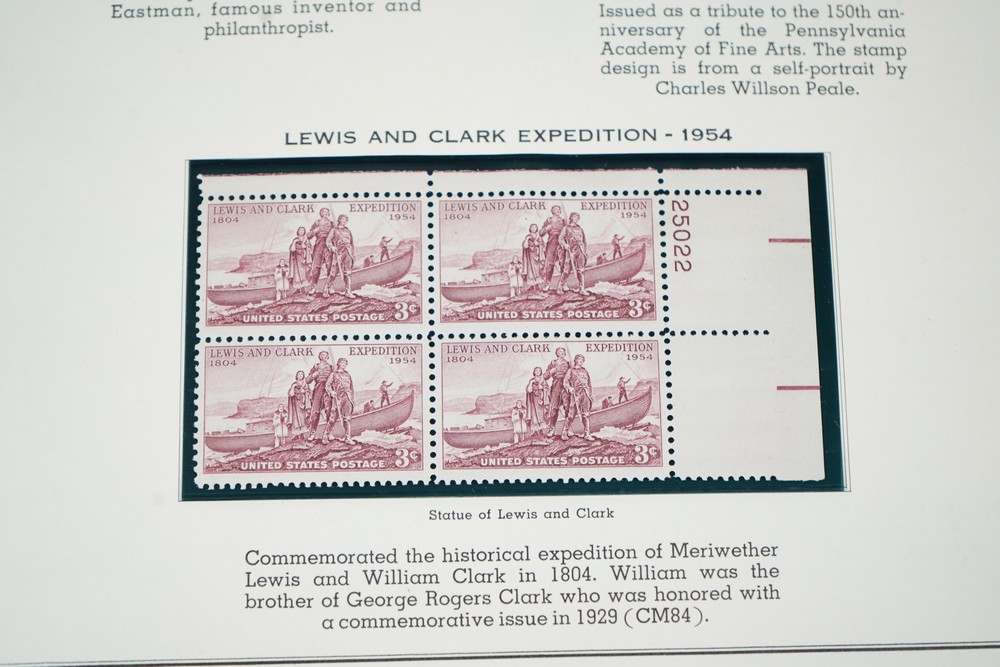 Eastman, famous inventor and
philanthropist.
Issued as a tribute to the 150th an-
niversary of the Pennsylvania
Academy of Fine Arts. The stamp
design is from a self-portrait by
Charles Willson Peale.
LEWIS AND CLARK EXPEDITION - 1954
LEWIS AND CLARK EXPEDITION
1804 1954
UNITED STATES POSTAGE 3¢
LEWIS AND CLARK EXPEDITION
1804 1954
UNITED STATES POSTAGE 3¢
25022
LEWIS AND CLARK EXPEDITION
1804 1954
UNITED STATES POSTAGE 3¢
LEWIS AND CLARK EXPEDITION
1804 1954
UNITED STATES POSTAGE 3¢
Statue of Lewis and Clark
Commemorated the historical expedition of Meriwether
Lewis and William Clark in 1804. William was the
brother of George Rogers Clark who was honored with
a commemorative issue in 1929 (CM84).